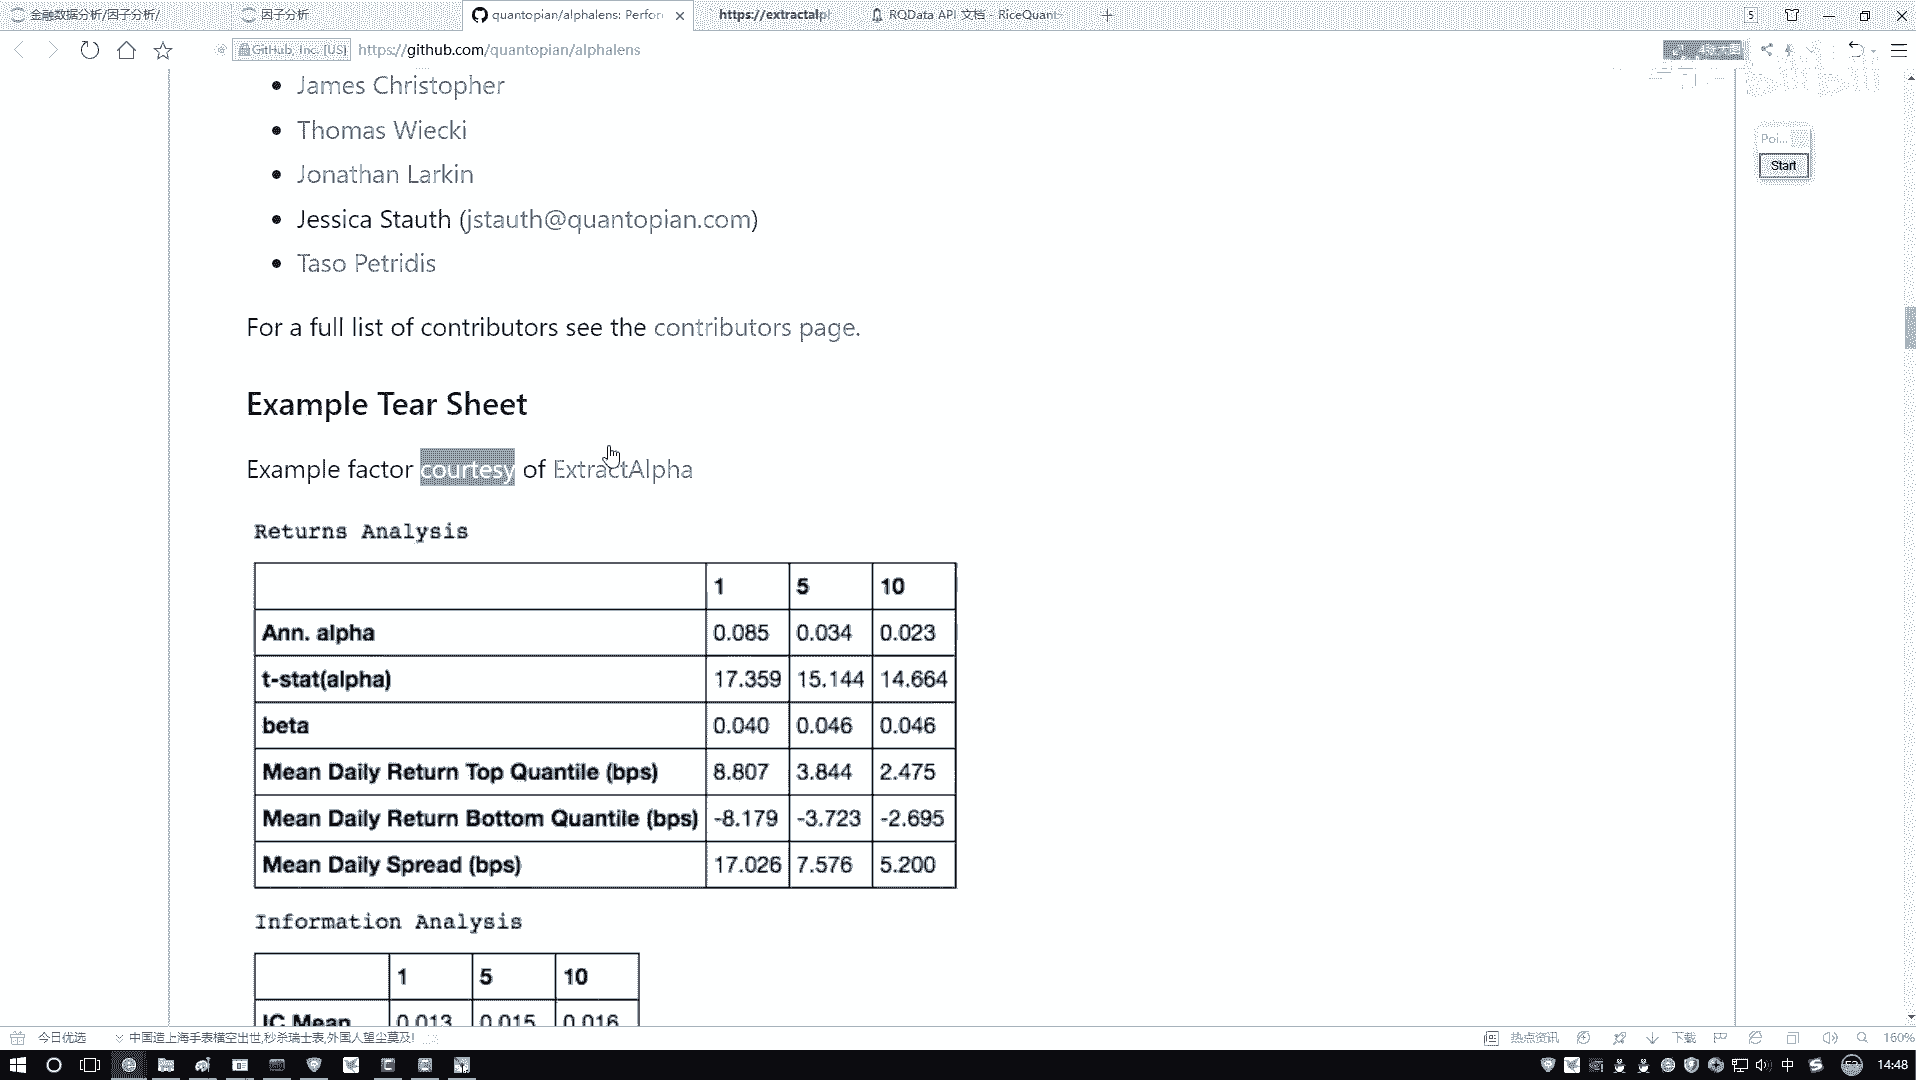 金融数据分析/因子分析/
因子分析
quantopian/alphalens: Perfor
https://extractalph
RQData API 文档 - RiceQuant
5
GitHub, Inc. [US]
https://github.com/quantopian/alphalens
James Christopher
Thomas Wiecki
Jonathan Larkin
Jessica Stauth (jstauth@quantopian.com)
Taso Petridis
For a full list of contributors see the contributors page.
Example Tear Sheet
Example factor courtesy of ExtractAlpha
Returns Analysis
1 5 10
Ann. alpha 0.085 0.034 0.023
t-stat(alpha) 17.359 15.144 14.664
beta 0.040 0.046 0.046
Mean Daily Return Top Quantile (bps) 8.807 3.844 2.475
Mean Daily Return Bottom Quantile (bps) -8.179 -3.723 -2.695
Mean Daily Spread (bps) 17.026 7.576 5.200
Information Analysis
1 5 10
IC Mean 0.013 0.015 0.016
Poi...
Start
今日优选
中国造上海手表横空出世,秒杀瑞士表,外国人望尘莫及!
热点资讯
下载
160%
中
14:48